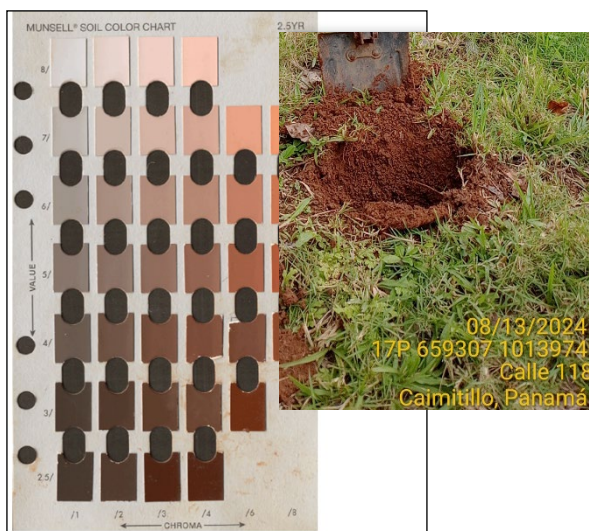 MUNSELL® SOIL COLOR CHART 2.5YR
8/
7/
6/
5/
4/
3/
2.5/
VALUE
/1 /2 /3 /4 /6 /8
CHROMA
08/13/2024
17P 659307 1013974
Calle 118
Caimitillo, Panamá